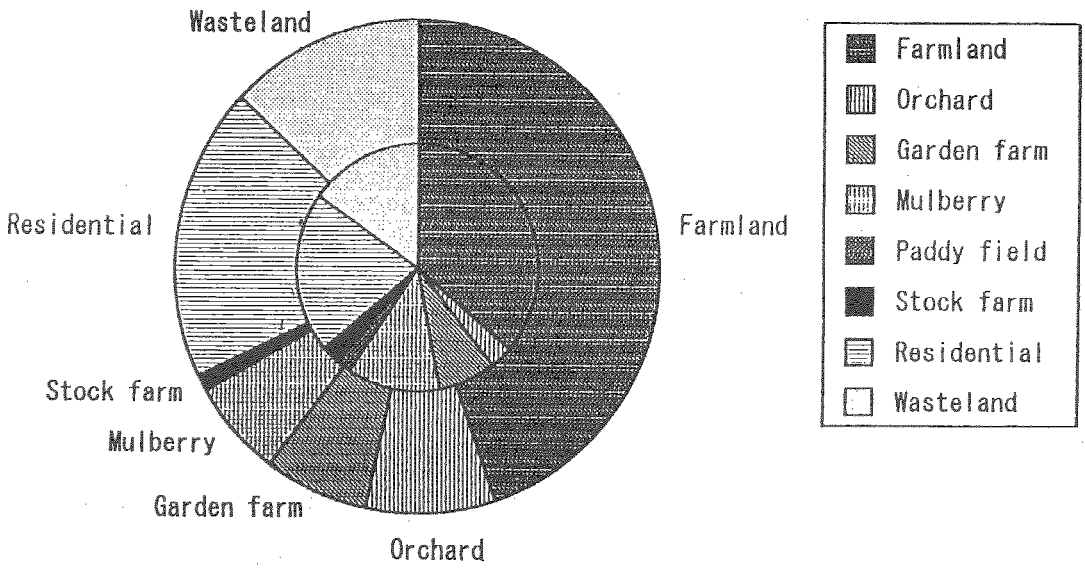 Wasteland
Residential
Farmland
Stock farm
Mulberry
Garden farm
Orchard
Farmland
Orchard
Garden farm
Mulberry
Paddy field
Stock farm
Residential
Wasteland